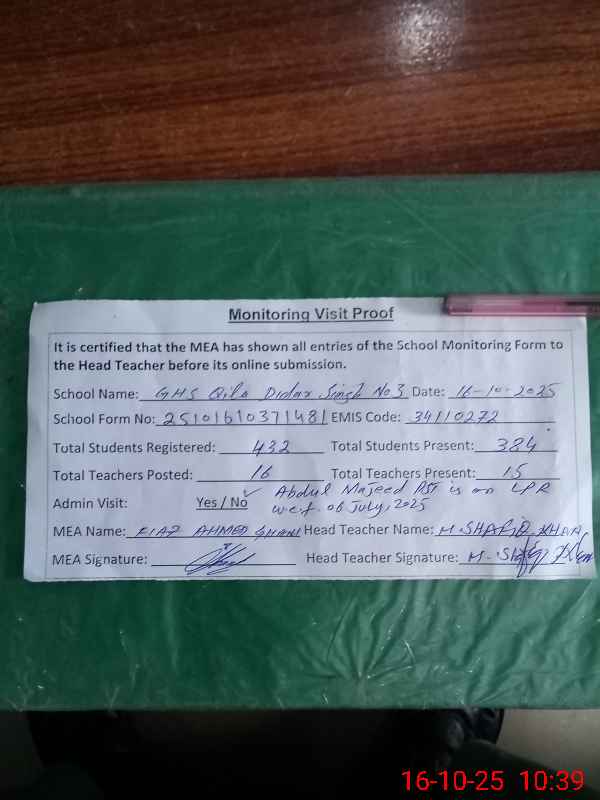 Monitoring Visit Proof
It is certified that the MEA has shown all entries of the School Monitoring Form to
the Head Teacher before its online submission.
School Name: GHS Qila Didar Singh No 3 Date: 16-10-2025
School Form No: 25101610371481 EMIS Code: 34110272
Total Students Registered: 432 Total Students Present: 384
Total Teachers Posted: 16 Total Teachers Present: 15
Admin Visit: Yes / No ✓ Abdul Majeed PST is on LPR
w.e.f. 06 July, 2025
MEA Name: AHMED GHANI Head Teacher Name: M. SHAFIQ KHAN
MEA Signature: Head Teacher Signature: M. Shafiq
16-10-25 10:39